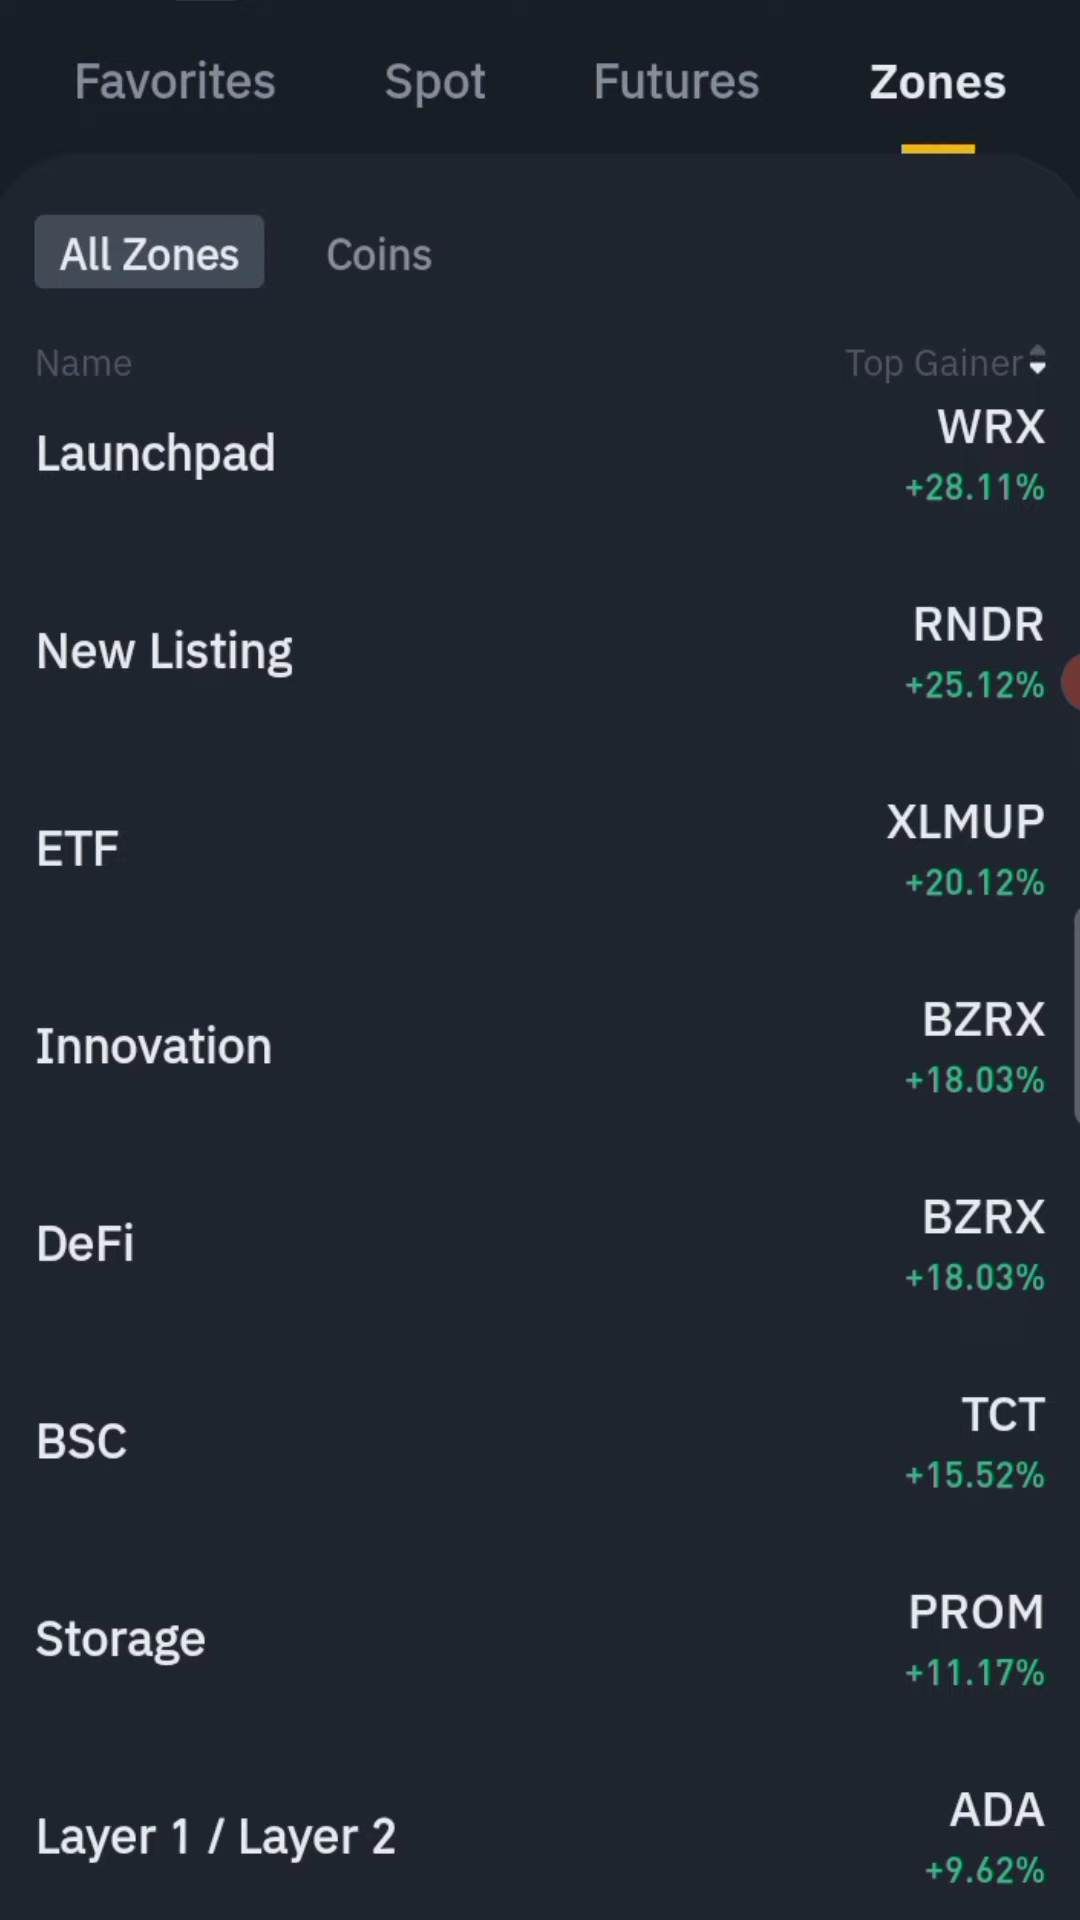 Favorites Spot Futures Zones
All Zones Coins
Name Top Gainer
Launchpad WRX
+28.11%
New Listing RNDR
+25.12%
ETF XLMUP
+20.12%
Innovation BZRX
+18.03%
DeFi BZRX
+18.03%
BSC TCT
+15.52%
Storage PROM
+11.17%
Layer 1 / Layer 2 ADA
+9.62%